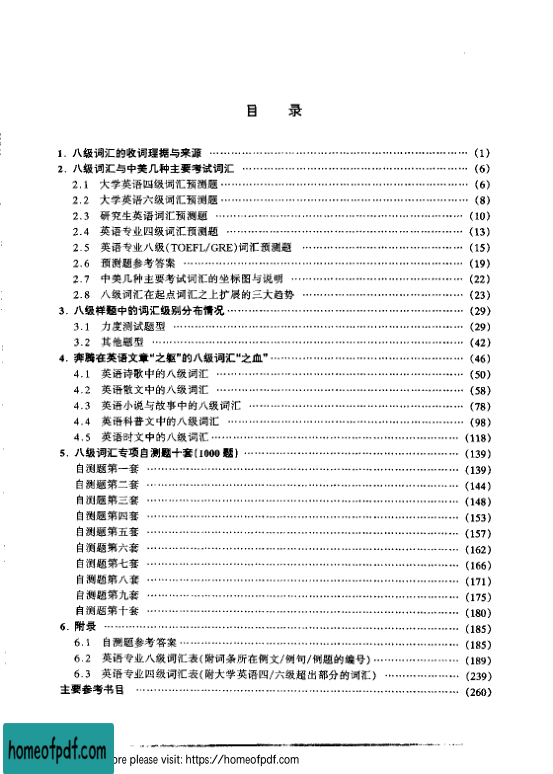 目 录
1. 八级词汇的收词理据与来源 …… (1)
2. 八级词汇与中美几种主要考试词汇 …… (6)
2.1 大学英语四级词汇预测题 …… (6)
2.2 大学英语六级词汇预测题 …… (8)
2.3 研究生英语词汇预测题 …… (10)
2.4 英语专业四级词汇预测题 …… (13)
2.5 英语专业八级(TOEFL/GRE)词汇预测题 …… (15)
2.6 预测题参考答案 …… (19)
2.7 中美几种主要考试词汇的坐标图与说明 …… (22)
2.8 八级词汇在起点词汇之上扩展的三大趋势 …… (23)
3. 八级样题中的词汇级别分布情况 …… (29)
3.1 力度测试题型 …… (29)
3.2 其他题型 …… (42)
4. 奔腾在英语文章“之躯”的八级词汇“之血” …… (46)
4.1 英语诗歌中的八级词汇 …… (50)
4.2 英语散文中的八级词汇 …… (58)
4.3 英语小说与故事中的八级词汇 …… (78)
4.4 英语科普文中的八级词汇 …… (98)
4.5 英语时文中的八级词汇 …… (118)
5. 八级词汇专项自测题十套(1000 题) …… (139)
自测题第一套 …… (139)
自测题第二套 …… (144)
自测题第三套 …… (148)
自测题第四套 …… (153)
自测题第五套 …… (157)
自测题第六套 …… (162)
自测题第七套 …… (166)
自测题第八套 …… (171)
自测题第九套 …… (175)
自测题第十套 …… (180)
6. 附录 …… (185)
6.1 自测题参考答案 …… (185)
6.2 英语专业八级词汇表(附词条所在例文/例句/例题的编号) …… (189)
6.3 英语专业四级词汇表(附大学英语四/六级超出部分的词汇) …… (239)
主要参考书目 …… (260)
homeofpdf.com
ore please visit: https://homeofpdf.com